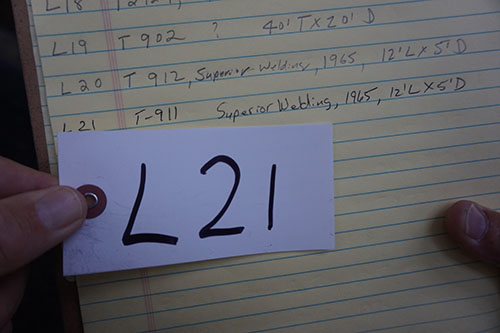 L18
L19 T 902 ? 40' T X 20' D
L20 T 912, Superior Welding, 1965, 12' L X 5' D
L21 T-911 Superior Welding, 1965, 12' L X 5' D
L21